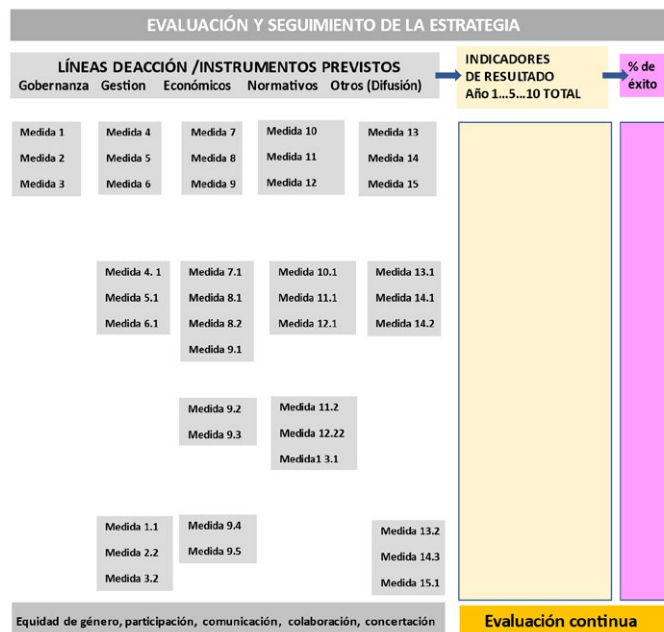 EVALUACIÓN Y SEGUIMIENTO DE LA ESTRATEGIA
LÍNEAS DEACCIÓN /INSTRUMENTOS PREVISTOS
Gobernanza Gestion Económicos Normativos Otros (Difusión)
INDICADORES
DE RESULTADO
Año 1...5...10 TOTAL
% de
éxito
Medida 1
Medida 2
Medida 3
Medida 4
Medida 5
Medida 6
Medida 7
Medida 8
Medida 9
Medida 10
Medida 11
Medida 12
Medida 13
Medida 14
Medida 15
Medida 4. 1
Medida 5.1
Medida 6.1
Medida 7.1
Medida 8.1
Medida 8.2
Medida 9.1
Medida 10.1
Medida 11.1
Medida 12.1
Medida 13.1
Medida 14.1
Medida 14.2
Medida 9.2
Medida 9.3
Medida 11.2
Medida 12.22
Medida1 3.1
Medida 1.1
Medida 2.2
Medida 3.2
Medida 9.4
Medida 9.5
Medida 13.2
Medida 14.3
Medida 15.1
Equidad de género, participación, comunicación, colaboración, concertación
Evaluación continua